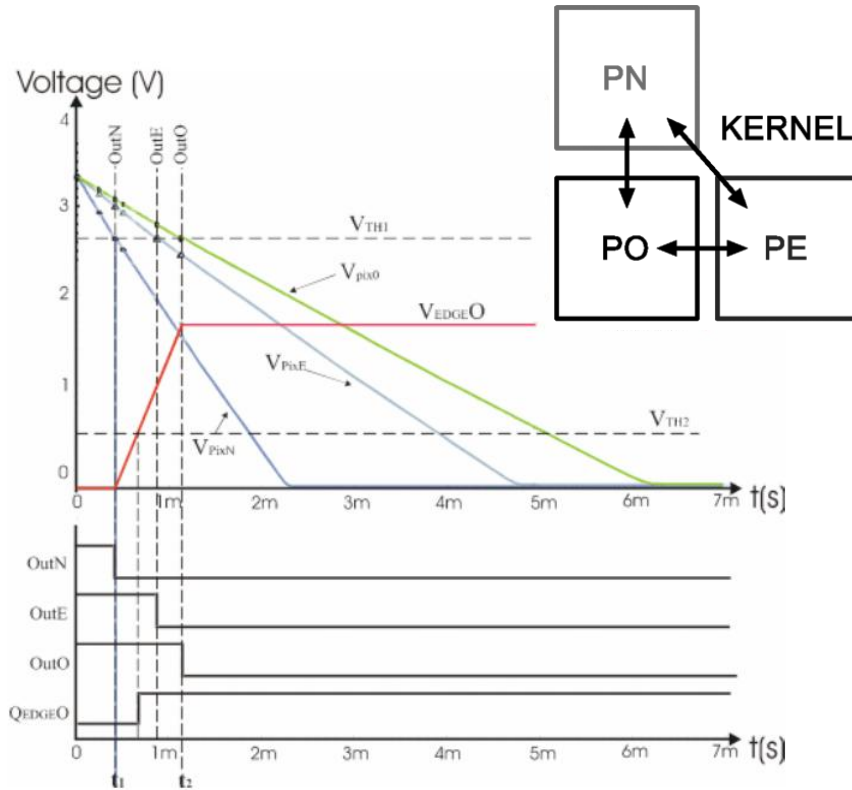 Voltage (V)
4
3
2
1
0
OutN
OutE
OutO
VTH1
Vpix0
VEDGEO
VPixE
VTH2
VPixN
0
1m
2m
3m
4m
5m
6m
7m
t(s)
PN
KERNEL
PO
PE
OutN
OutE
OutO
QEDGEO
0
1m
2m
3m
4m
5m
6m
7m
t(s)
t1
t2